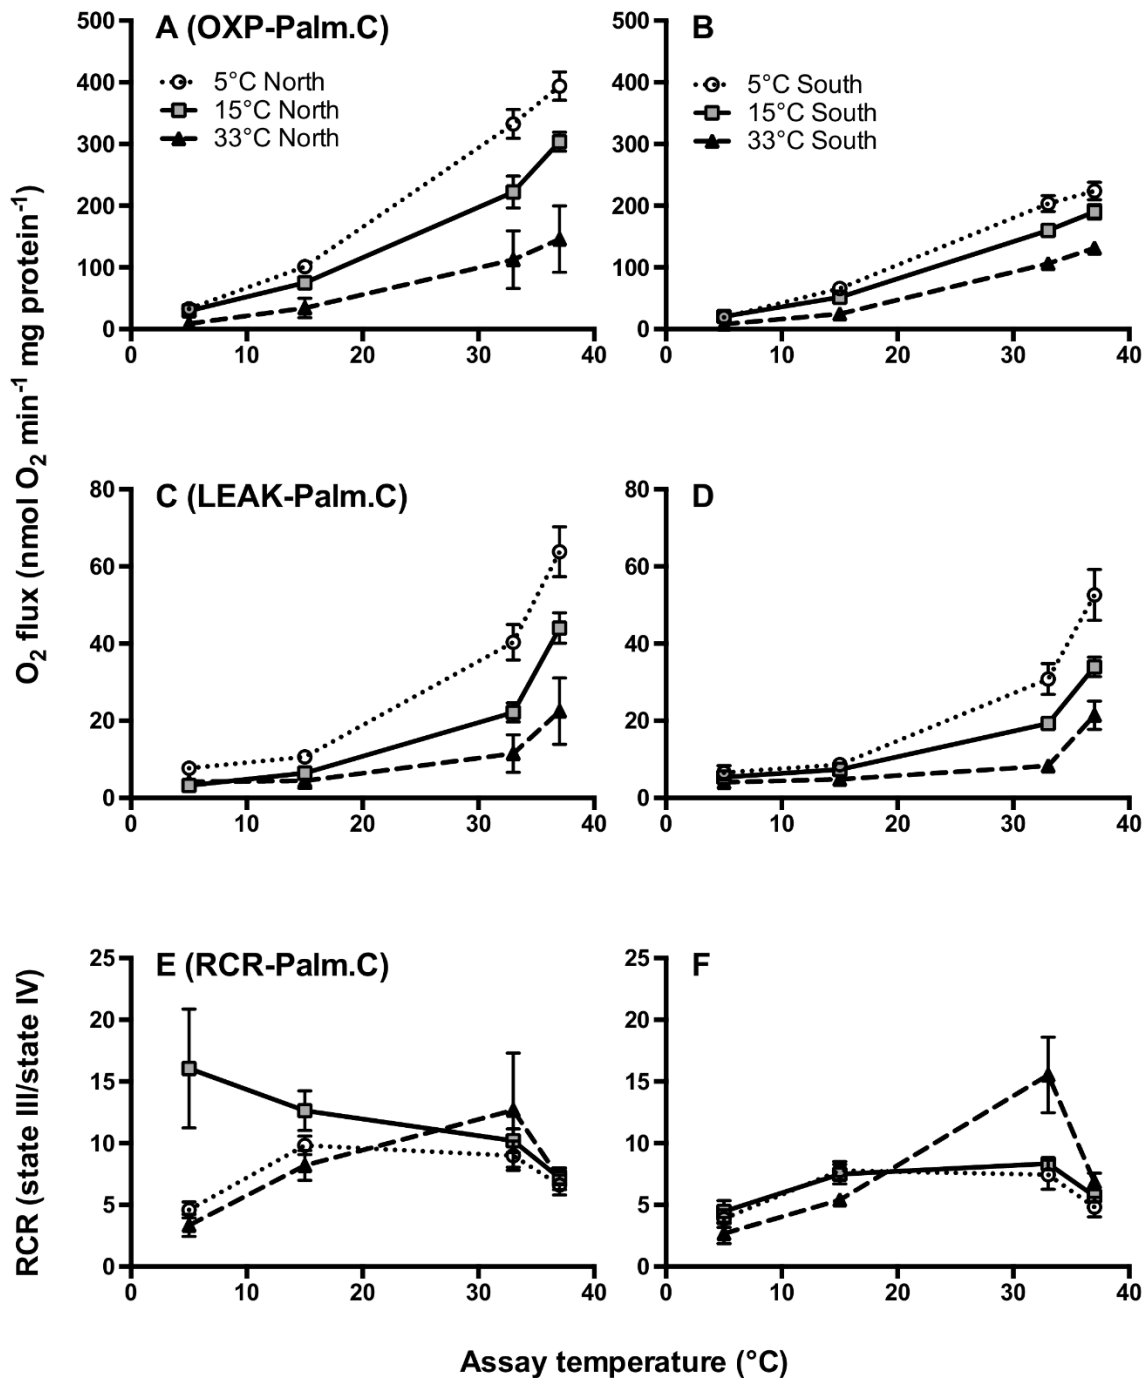 A (OXP-Palm.C)
500
400
300
200
100
0
0 10 20 30 40
5°C North
15°C North
33°C North
B
500
400
300
200
100
0
0 10 20 30 40
5°C South
15°C South
33°C South
O₂ flux (nmol O₂ min⁻¹ mg protein⁻¹)
C (LEAK-Palm.C)
80
60
40
20
0
0 10 20 30 40
D
80
60
40
20
0
0 10 20 30 40
RCR (state III/state IV)
E (RCR-Palm.C)
25
20
15
10
5
0
0 10 20 30 40
F
25
20
15
10
5
0
0 10 20 30 40
Assay temperature (°C)